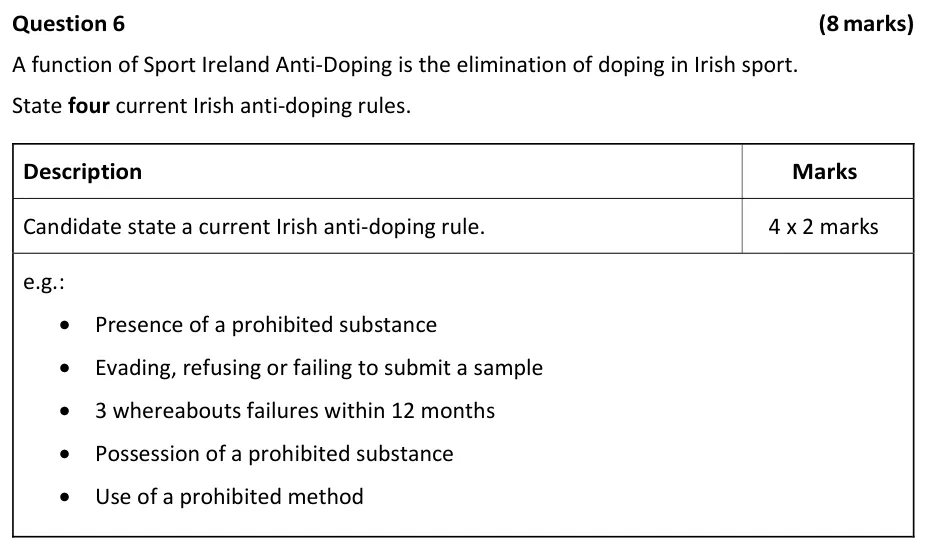 Question 6 (8 marks)
A function of Sport Ireland Anti-Doping is the elimination of doping in Irish sport.
State four current Irish anti-doping rules.
Description Marks
Candidate state a current Irish anti-doping rule. 4 x 2 marks
e.g.:
• Presence of a prohibited substance
• Evading, refusing or failing to submit a sample
• 3 whereabouts failures within 12 months
• Possession of a prohibited substance
• Use of a prohibited method